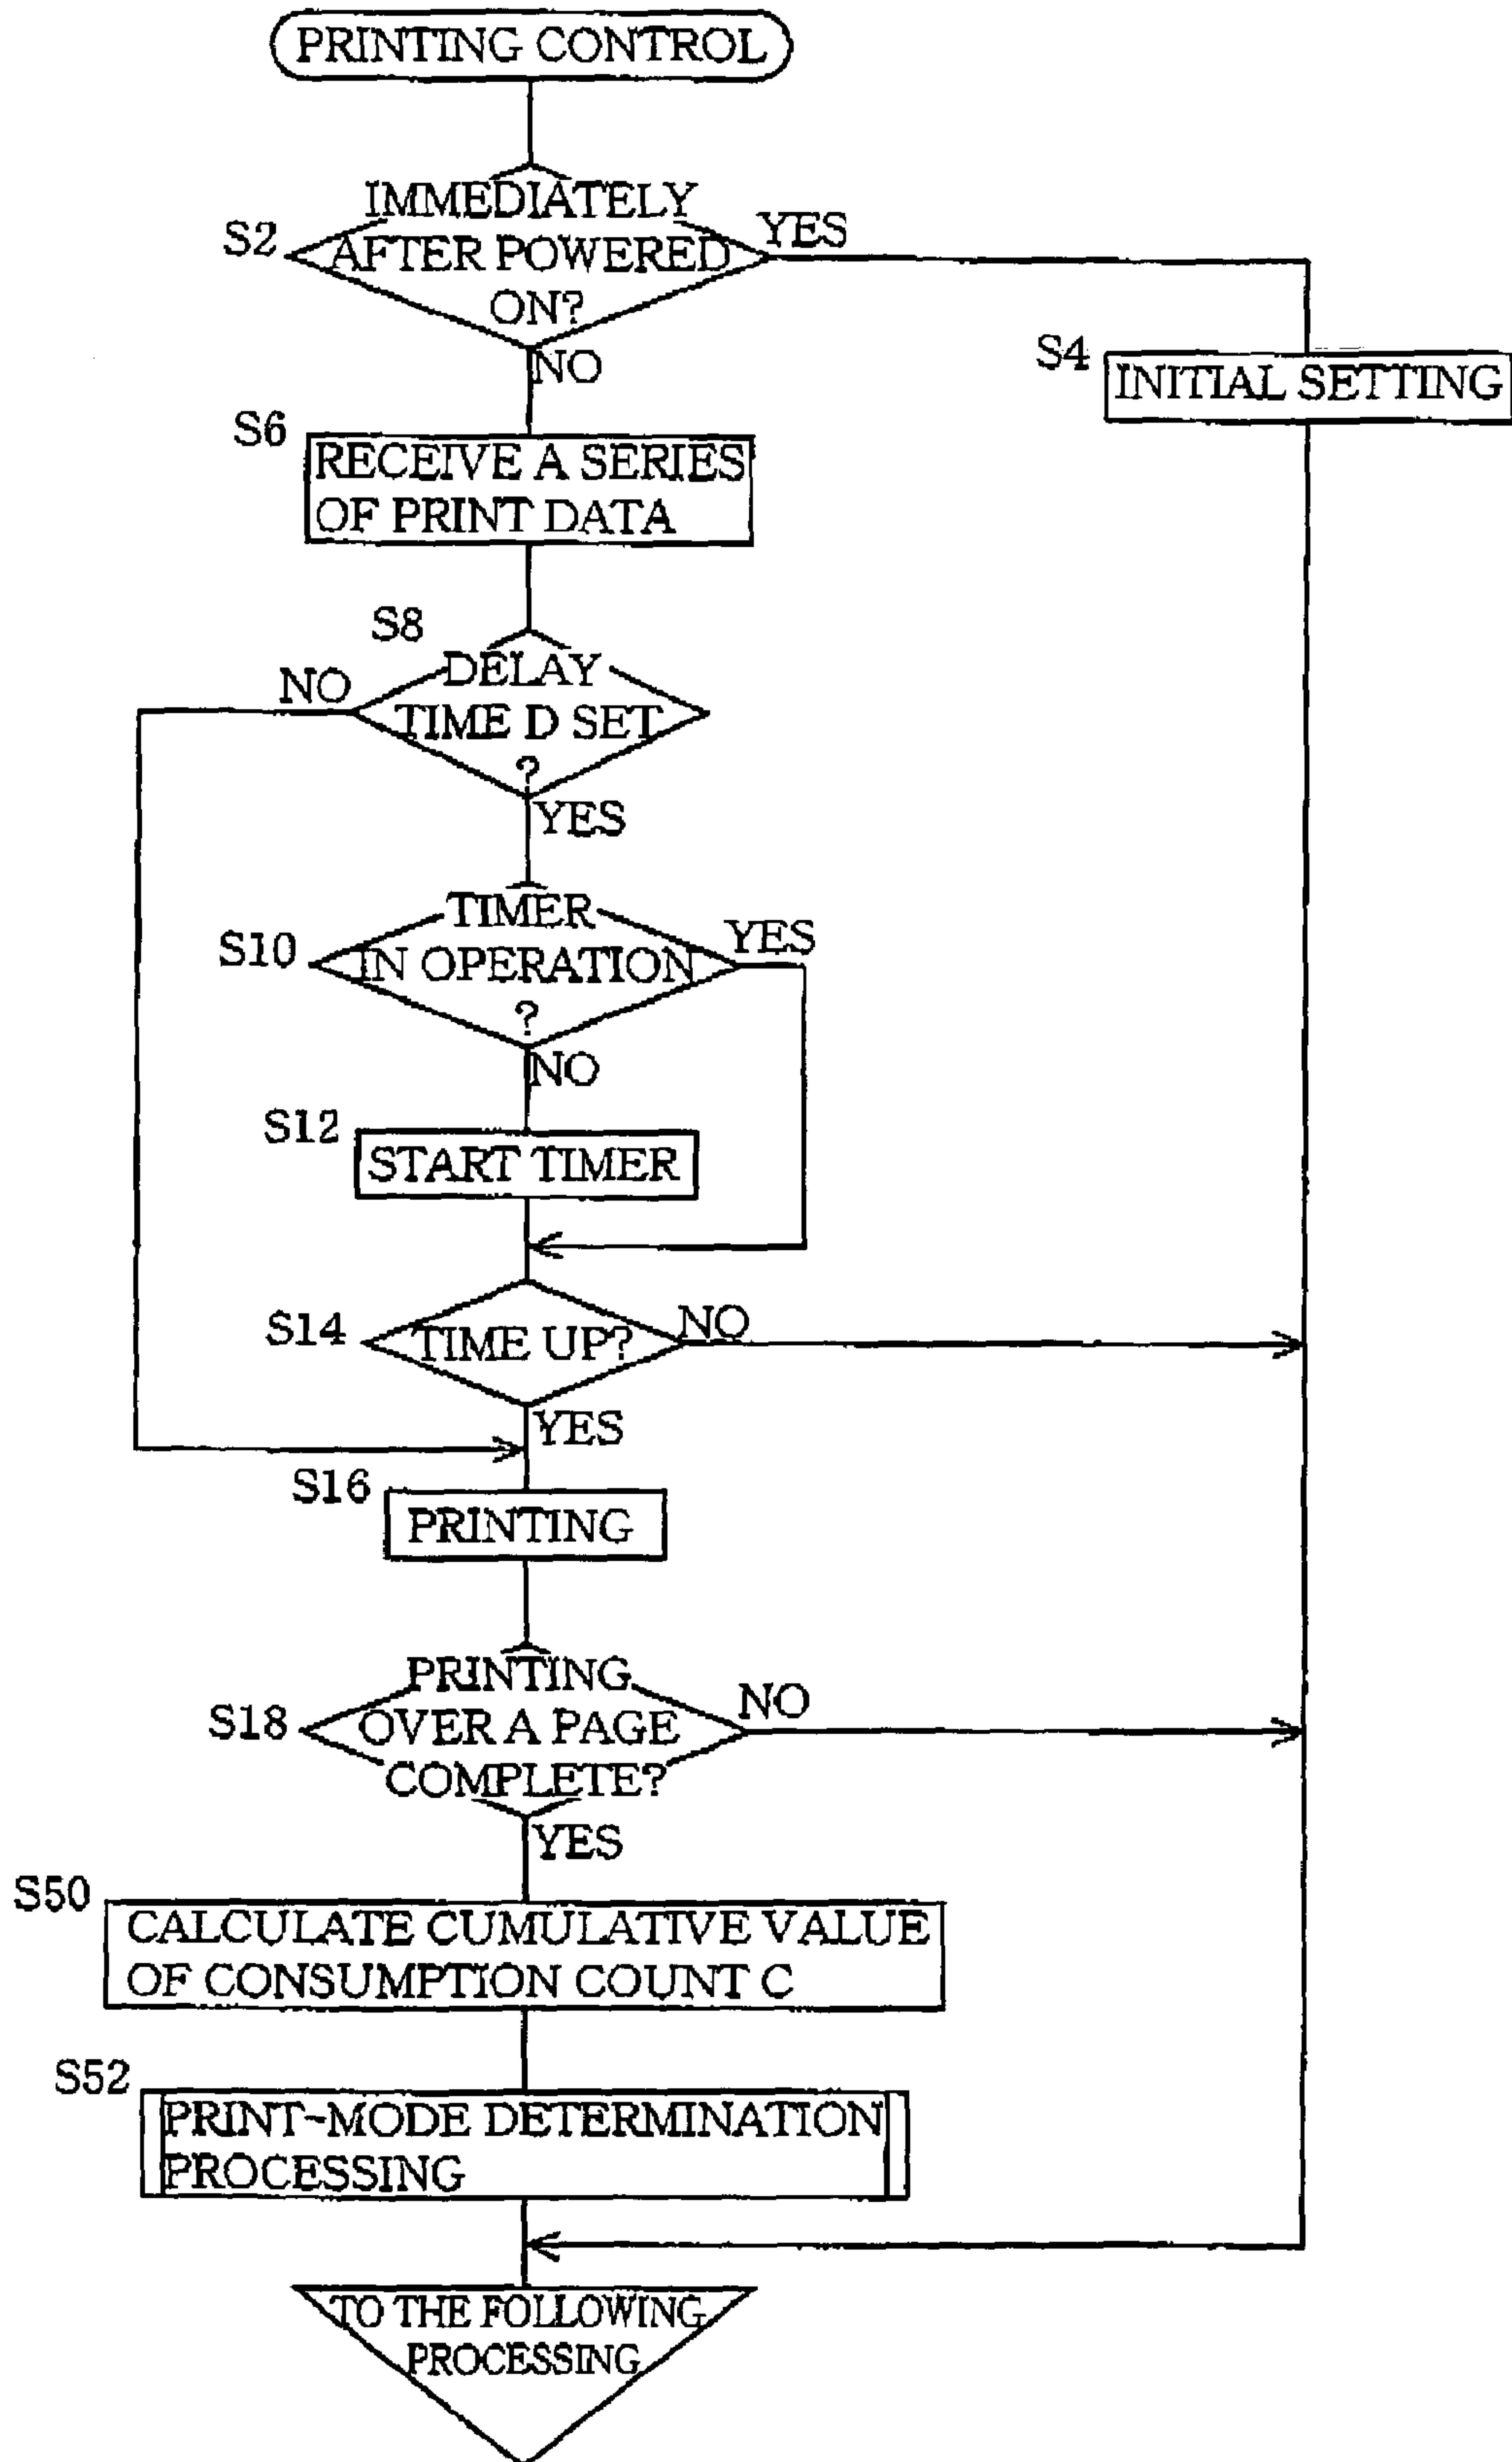 PRINTING CONTROL
S2
IMMEDIATELY
AFTER POWERED
ON?
YES
NO
S4
INITIAL SETTING
S6
RECEIVE A SERIES
OF PRINT DATA
S8
DELAY
TIME D SET
?
NO
YES
S10
TIMER
IN OPERATION
?
YES
NO
S12
START TIMER
S14
TIME UP?
NO
YES
S16
PRINTING
S18
PRINTING
OVER A PAGE
COMPLETE?
NO
YES
S50
CALCULATE CUMULATIVE VALUE
OF CONSUMPTION COUNT C
S52
PRINT-MODE DETERMINATION
PROCESSING
TO THE FOLLOWING
PROCESSING